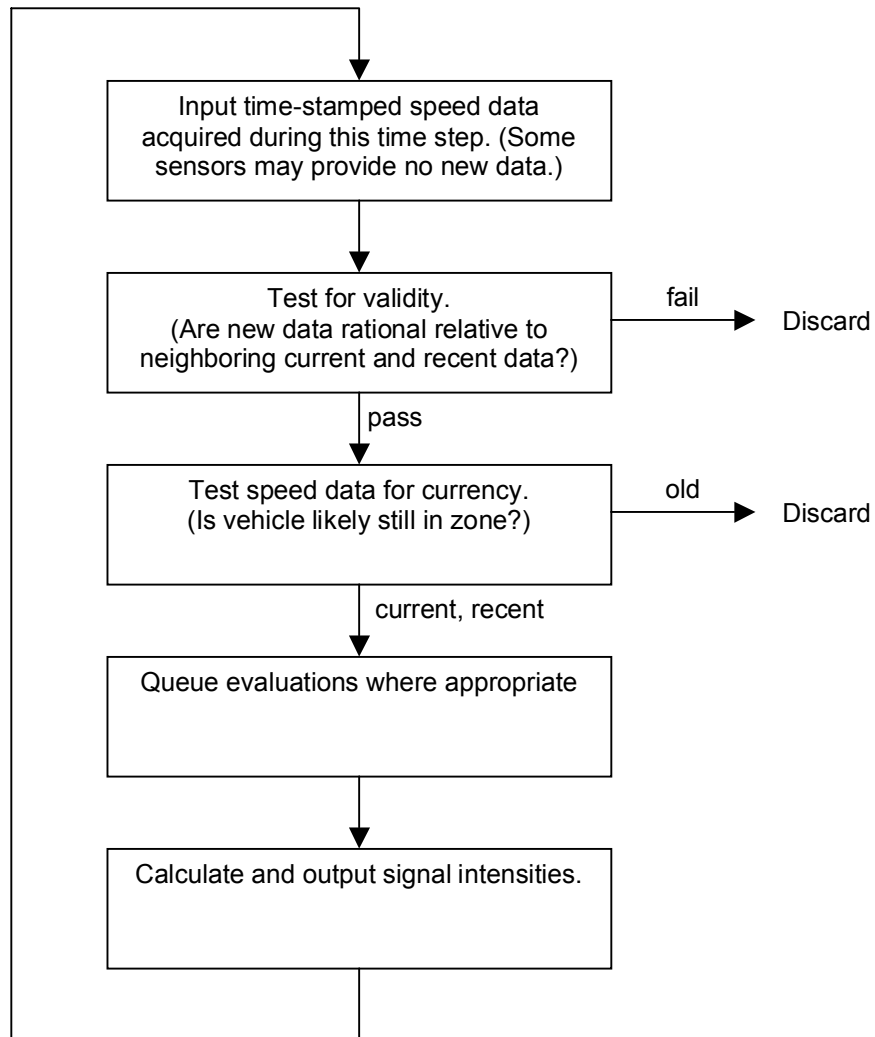 Input time-stamped speed data
acquired during this time step. (Some
sensors may provide no new data.)
Test for validity.
(Are new data rational relative to
neighboring current and recent data?)
fail
Discard
pass
Test speed data for currency.
(Is vehicle likely still in zone?)
old
Discard
current, recent
Queue evaluations where appropriate
Calculate and output signal intensities.